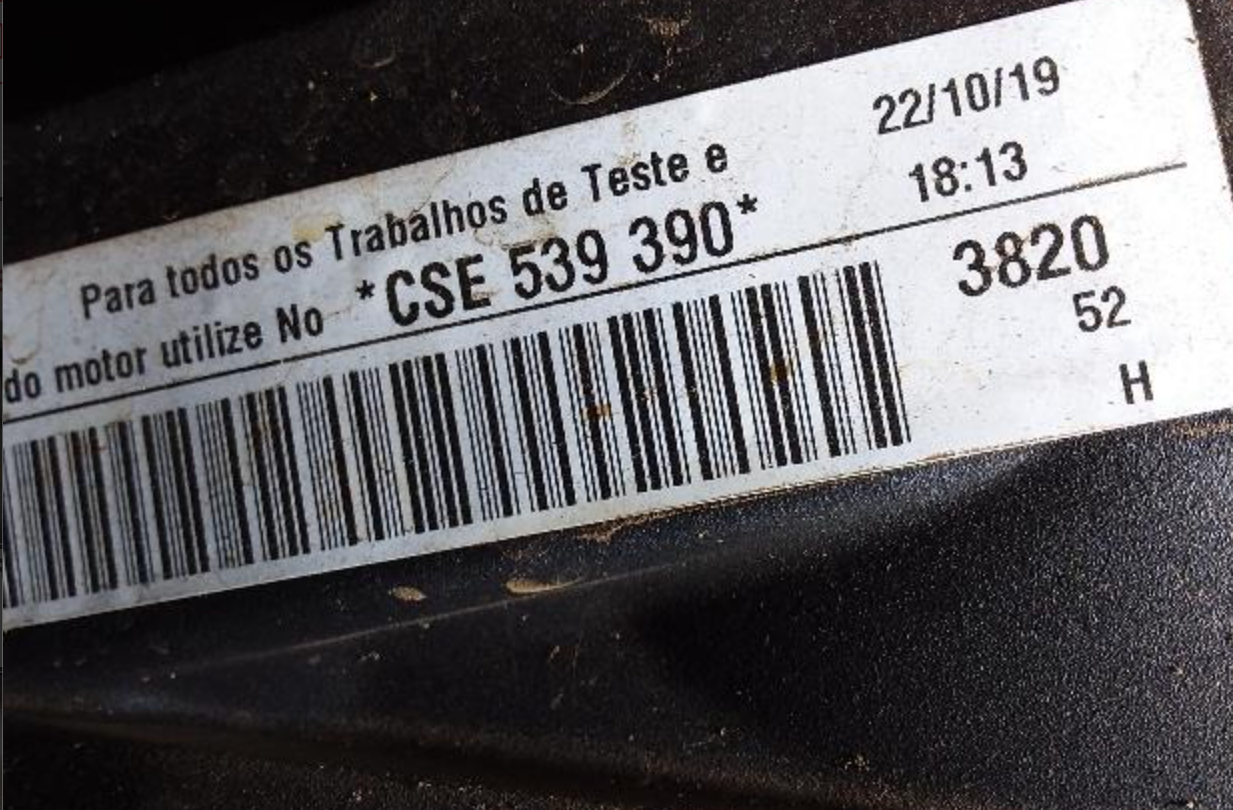 Para todos os Trabalhos de Teste e
do motor utilize No *CSE 539 390*
22/10/19
18:13
3820
52
H